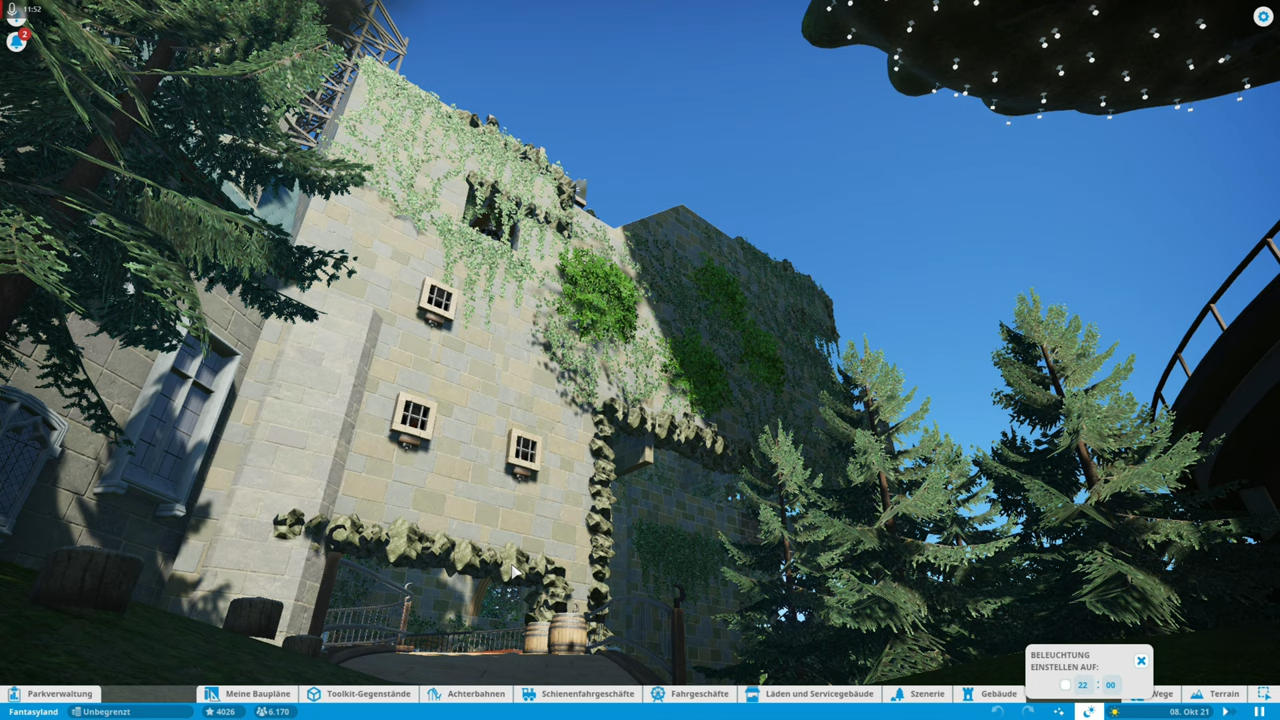 11:52
2
BELEUCHTUNG
EINSTELLEN AUF:
22 : 00
Parkverwaltung
Meine Baupläne
Toolkit-Gegenstände
Achterbahnen
Schienenfahrgeschäfte
Fahrgeschäfte
Läden und Servicegebäude
Szenerie
Gebäude
Wege
Terrain
Fantasyland
Unbegrenzt
4026
6.170
08. Okt 21